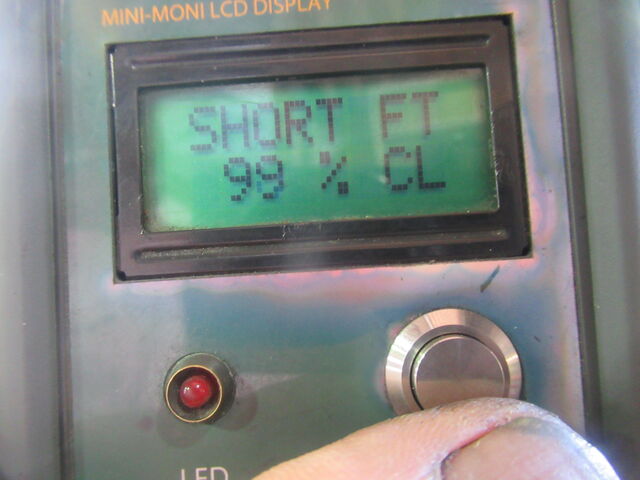 MINI-MONI LCD DISPLAY
SHORT FT
99 % CL
LED